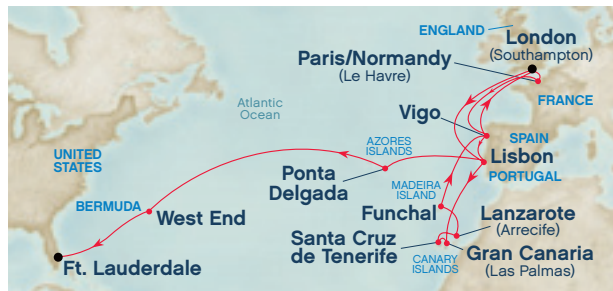 ENGLAND
London
(Southampton)
Paris/Normandy
(Le Havre)
FRANCE
Atlantic
Ocean
Vigo
SPAIN
AZORES
ISLANDS
Lisbon
PORTUGAL
UNITED
STATES
Ponta
Delgada
MADEIRA
ISLAND
BERMUDA
West End
Funchal
Lanzarote
(Arrecife)
Santa Cruz
de Tenerife
CANARY
ISLANDS
Gran Canaria
(Las Palmas)
Ft. Lauderdale